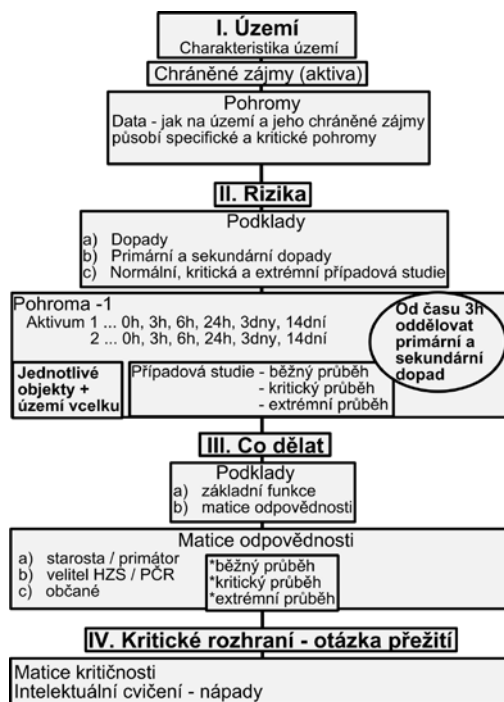 I. Území
Charakteristika území
Chráněné zájmy (aktiva)
Pohromy
Data - jak na území a jeho chráněné zájmy
působí specifické a kritické pohromy
II. Rizika
Podklady
a) Dopady
b) Primární a sekundární dopady
c) Normální, kritická a extrémní případová studie
Pohroma -1
Aktivum 1 ... 0h, 3h, 6h, 24h, 3dny, 14dní
2 ... 0h, 3h, 6h, 24h, 3dny, 14dní
Od času 3h
oddělovat
primární a
sekundární
dopad
Jednotlivé
objekty +
území vcelku
Případová studie - běžný průběh
- kritický průběh
- extrémní průběh
III. Co dělat
Podklady
a) základní funkce
b) matice odpovědnosti
Matice odpovědnosti
a) starosta / primátor
b) velitel HZS / PČR
c) občané
*běžný průběh
*kritický průběh
*extrémní průběh
IV. Kritické rozhraní - otázka přežití
Matice kritičnosti
Intelektuální cvičení - nápady